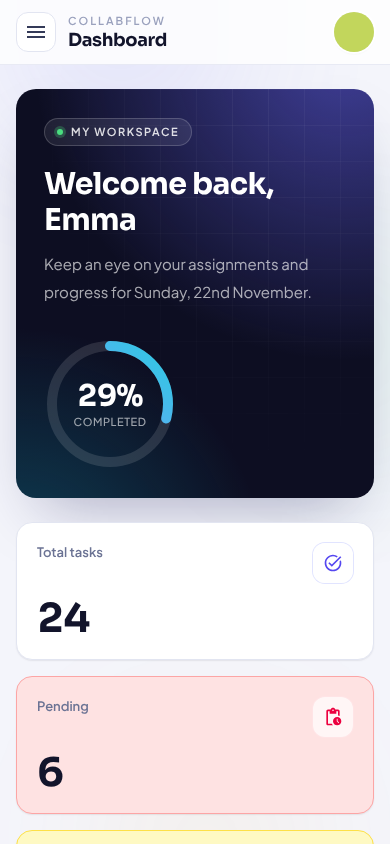 COLLABFLOW
Dashboard
MY WORKSPACE
Welcome back,
Emma
Keep an eye on your assignments and
progress for Sunday, 22nd November.
29%
COMPLETED
Total tasks
24
Pending
6